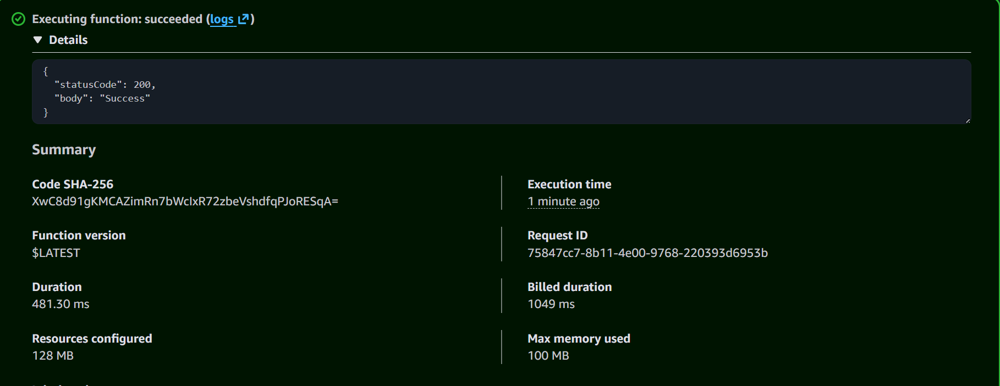 Executing function: succeeded (logs)
Details
{
"statusCode": 200,
"body": "Success"
}
Summary
Code SHA-256
XwC8d91gKMCAZimRn7bWcIxR72zbeVshdfqPJoRESqA=
Execution time
1 minute ago
Function version
$LATEST
Request ID
75847cc7-8b11-4e00-9768-220393d6953b
Duration
481.30 ms
Billed duration
1049 ms
Resources configured
128 MB
Max memory used
100 MB